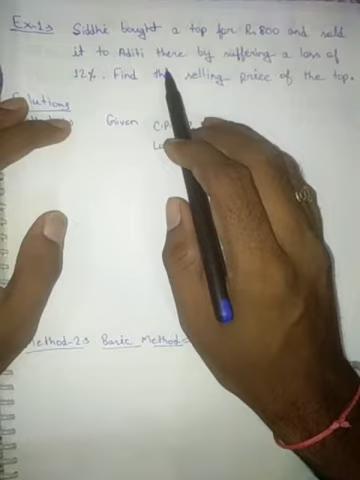 Ex-1:  Siddhi bought a top for Rs.800 and sold
it to Aditi there by suffering a loss of
12%. Find the selling price of the top.
Solution:
Given C.P
Method-2: Basic Method: